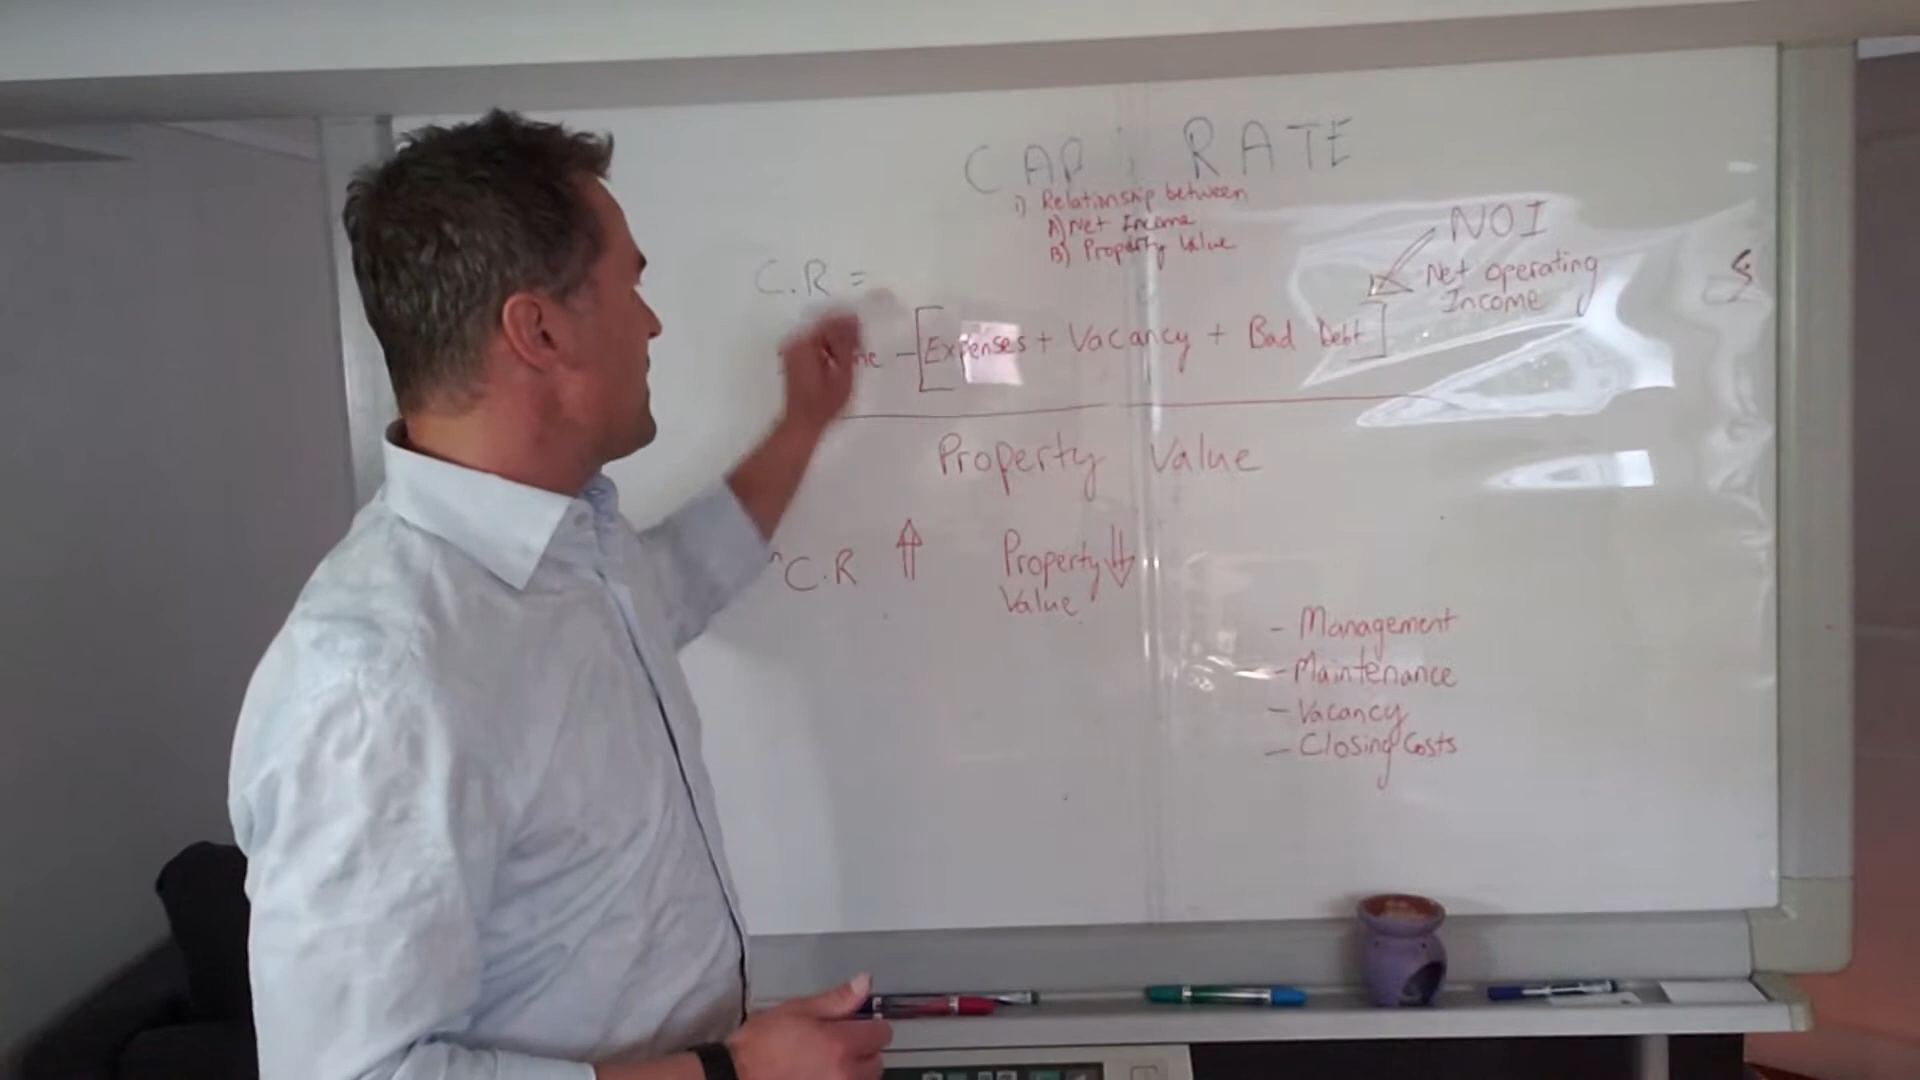 CAP RATE
1) Relationship between
A) Net Income
B) Property Value
NOI
Net operating
Income
C.R =
- [Expenses + Vacancy + Bad Debt]
Property Value
C.R ⇑ Property ⇓
Value
- Management
- Maintenance
- Vacancy
- Closing Costs